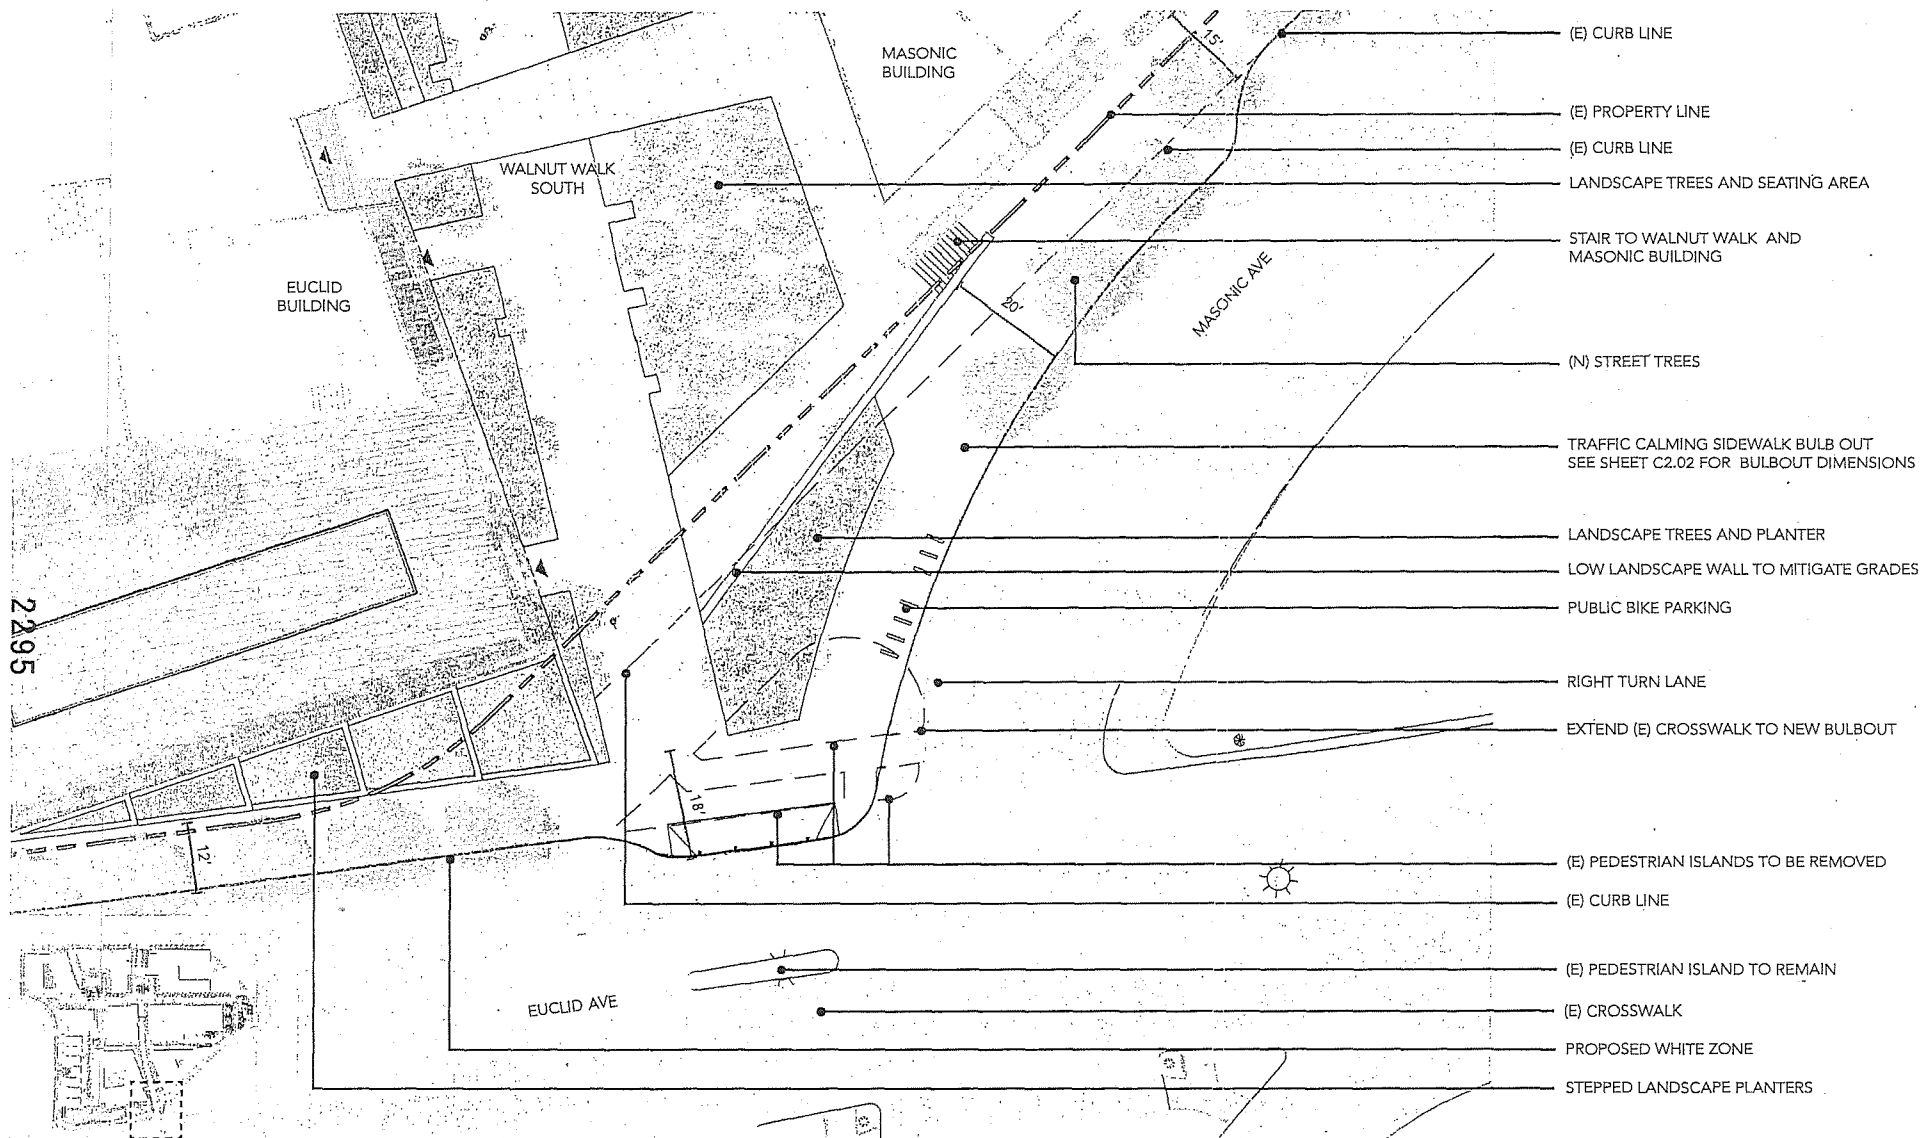 MASONIC
BUILDING
15'
(E) CURB LINE
(E) PROPERTY LINE
(E) CURB LINE
WALNUT WALK
SOUTH
LANDSCAPE TREES AND SEATING AREA
STAIR TO WALNUT WALK AND
MASONIC BUILDING
EUCLID
BUILDING
20'
MASONIC AVE
(N) STREET TREES
TRAFFIC CALMING SIDEWALK BULB OUT
SEE SHEET C2.02 FOR BULBOUT DIMENSIONS
LANDSCAPE TREES AND PLANTER
LOW LANDSCAPE WALL TO MITIGATE GRADES
PUBLIC BIKE PARKING
2295
RIGHT TURN LANE
EXTEND (E) CROSSWALK TO NEW BULBOUT
18'
12'
(E) PEDESTRIAN ISLANDS TO BE REMOVED
(E) CURB LINE
(E) PEDESTRIAN ISLAND TO REMAIN
EUCLID AVE
(E) CROSSWALK
PROPOSED WHITE ZONE
STEPPED LANDSCAPE PLANTERS